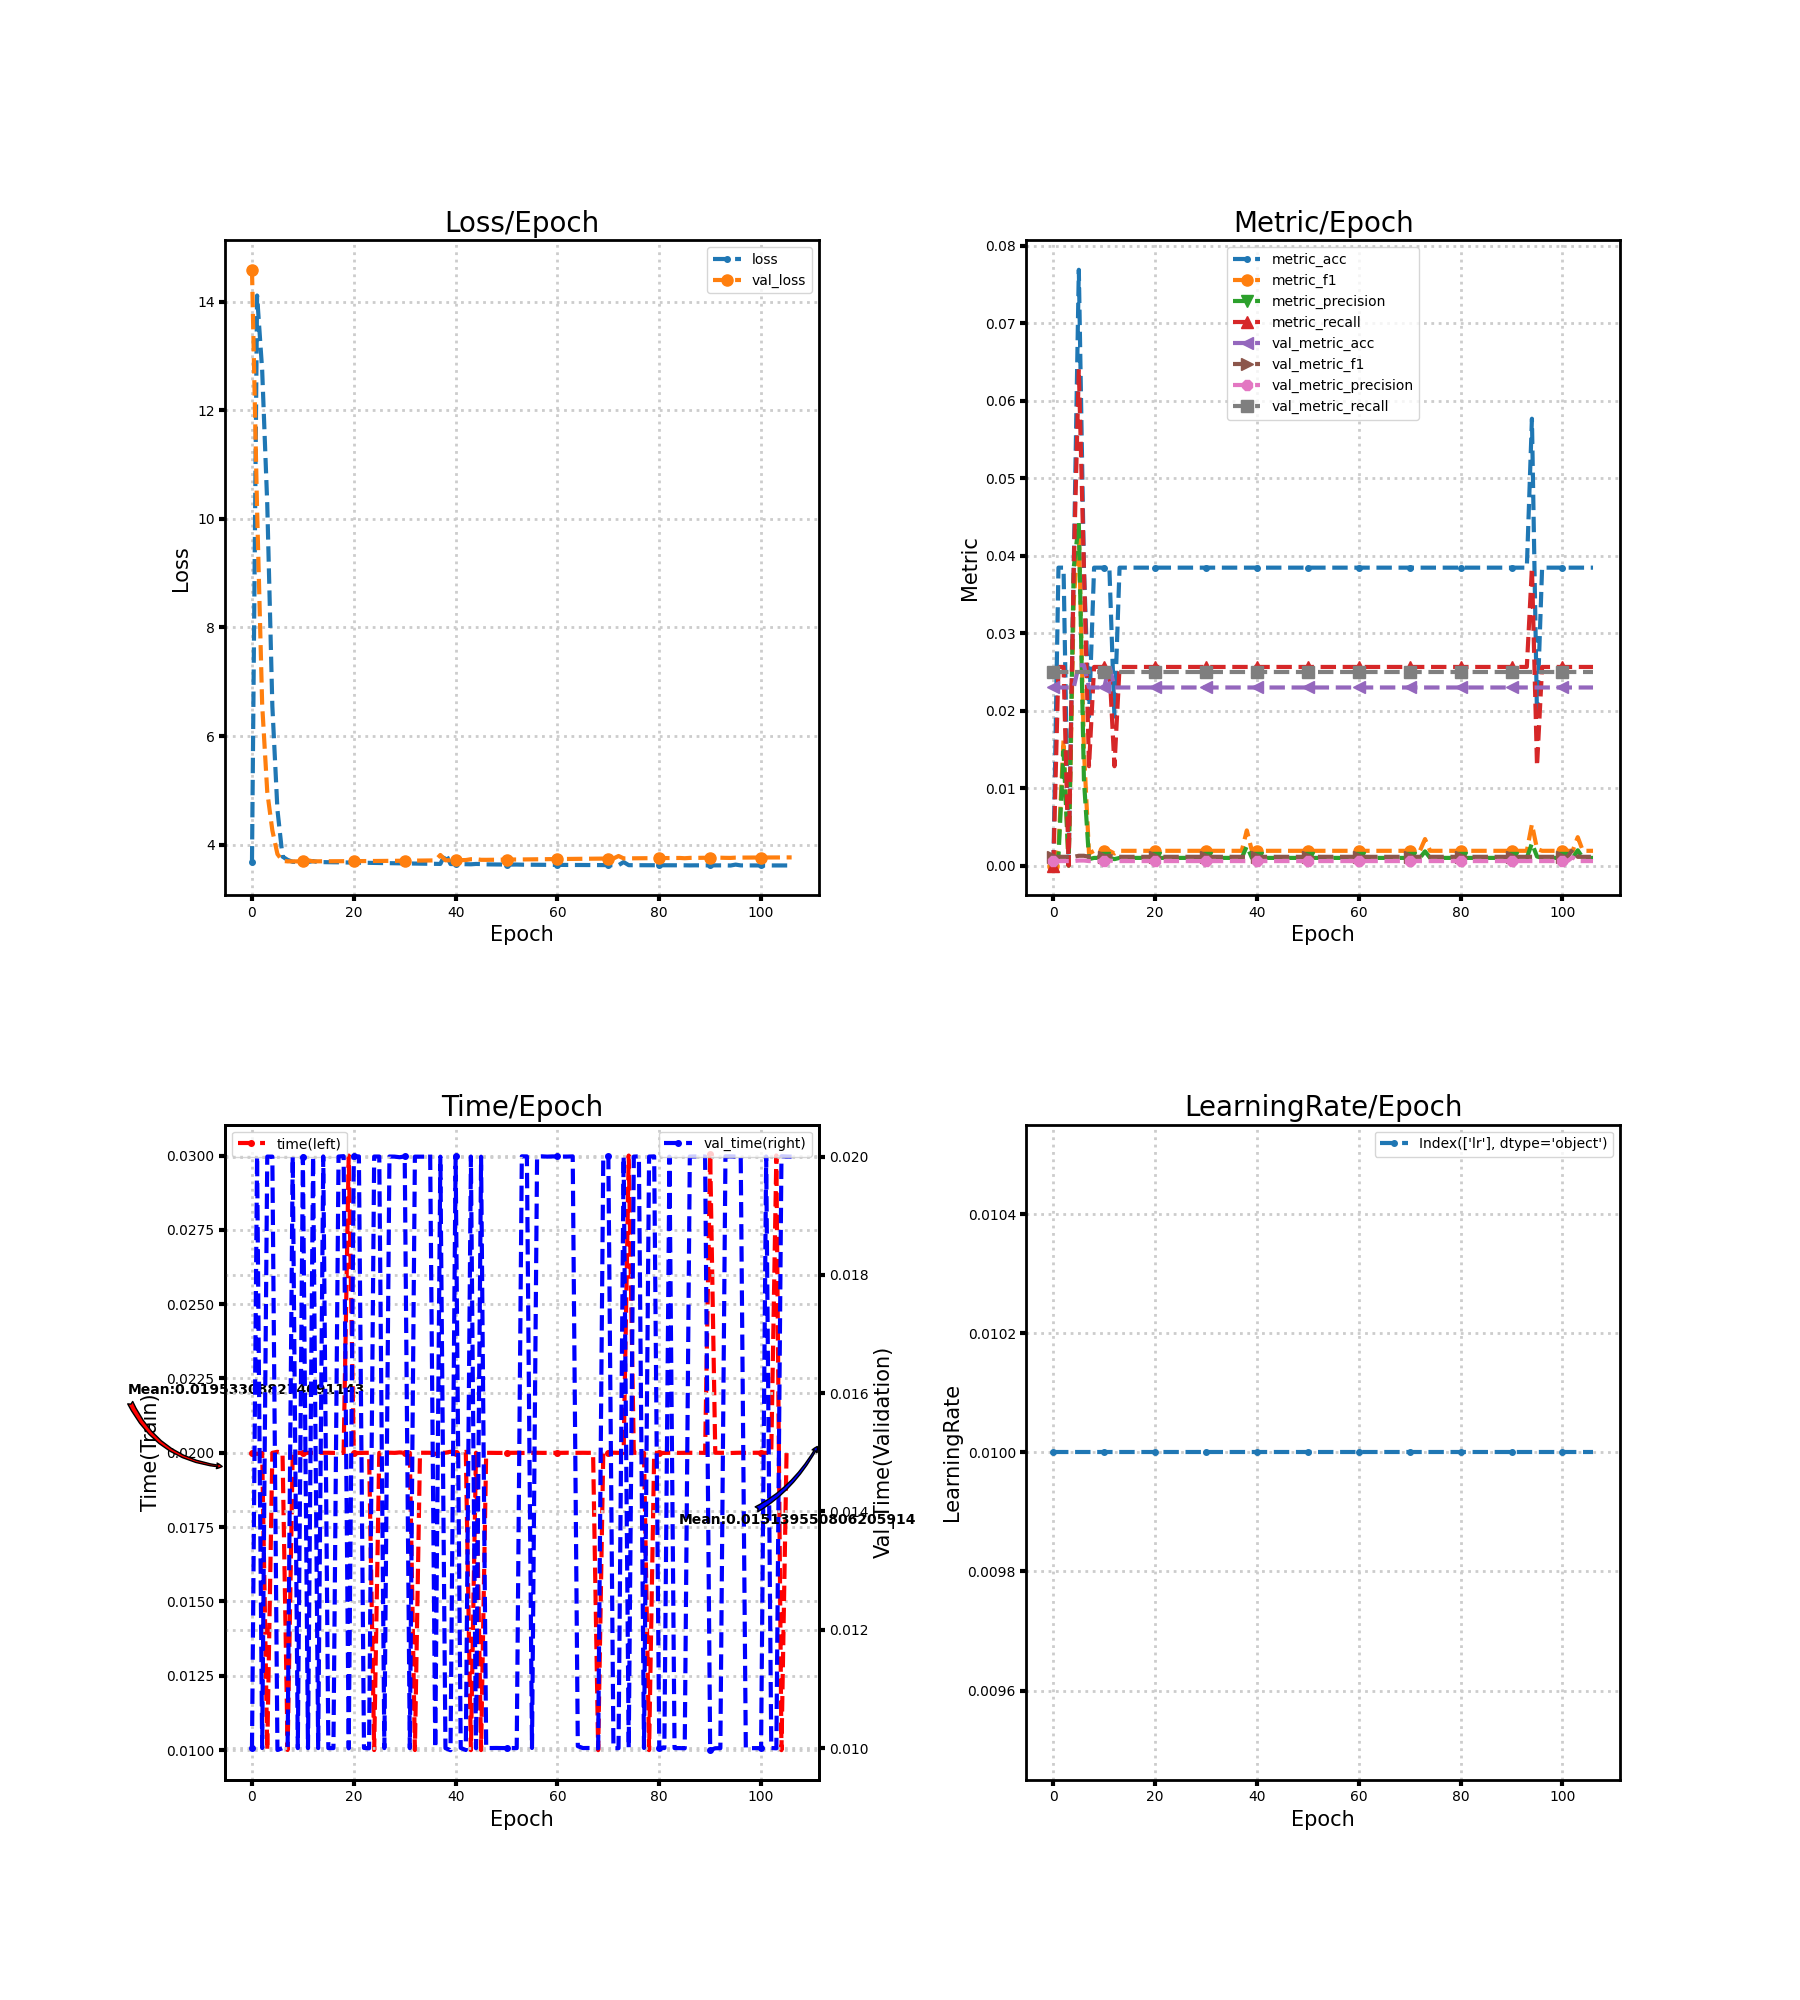 Loss/Epoch
loss
val_loss
14
12
10
8
6
4
Loss
0
20
40
60
80
100
Epoch
Metric/Epoch
metric_acc
metric_f1
metric_precision
metric_recall
val_metric_acc
val_metric_f1
val_metric_precision
val_metric_recall
0.08
0.07
0.06
0.05
0.04
0.03
0.02
0.01
0.00
Metric
0
20
40
60
80
100
Epoch
Time/Epoch
time(left)
val_time(right)
0.0300
0.0275
0.0250
0.0225
0.0200
0.0175
0.0150
0.0125
0.0100
Time(Train)
0.020
0.018
0.016
0.014
0.012
0.010
Val_Time(Validation)
Mean:0.015139550806205914
0
20
40
60
80
100
Epoch
LearningRate/Epoch
Index(['lr'], dtype='object')
0.0104
0.0102
0.0100
0.0098
0.0096
LearningRate
0
20
40
60
80
100
Epoch